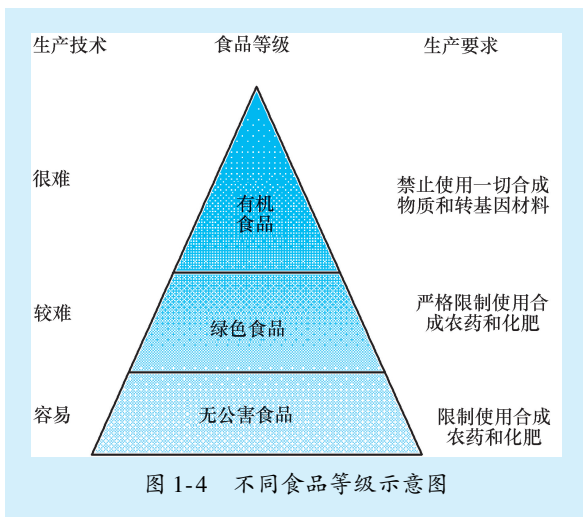 生产技术 食品等级 生产要求
很难
有机
食品
禁止使用一切合成
物质和转基因材料
较难
绿色食品
严格限制使用合
成农药和化肥
容易
无公害食品
限制使用合成
农药和化肥
图 1-4 不同食品等级示意图